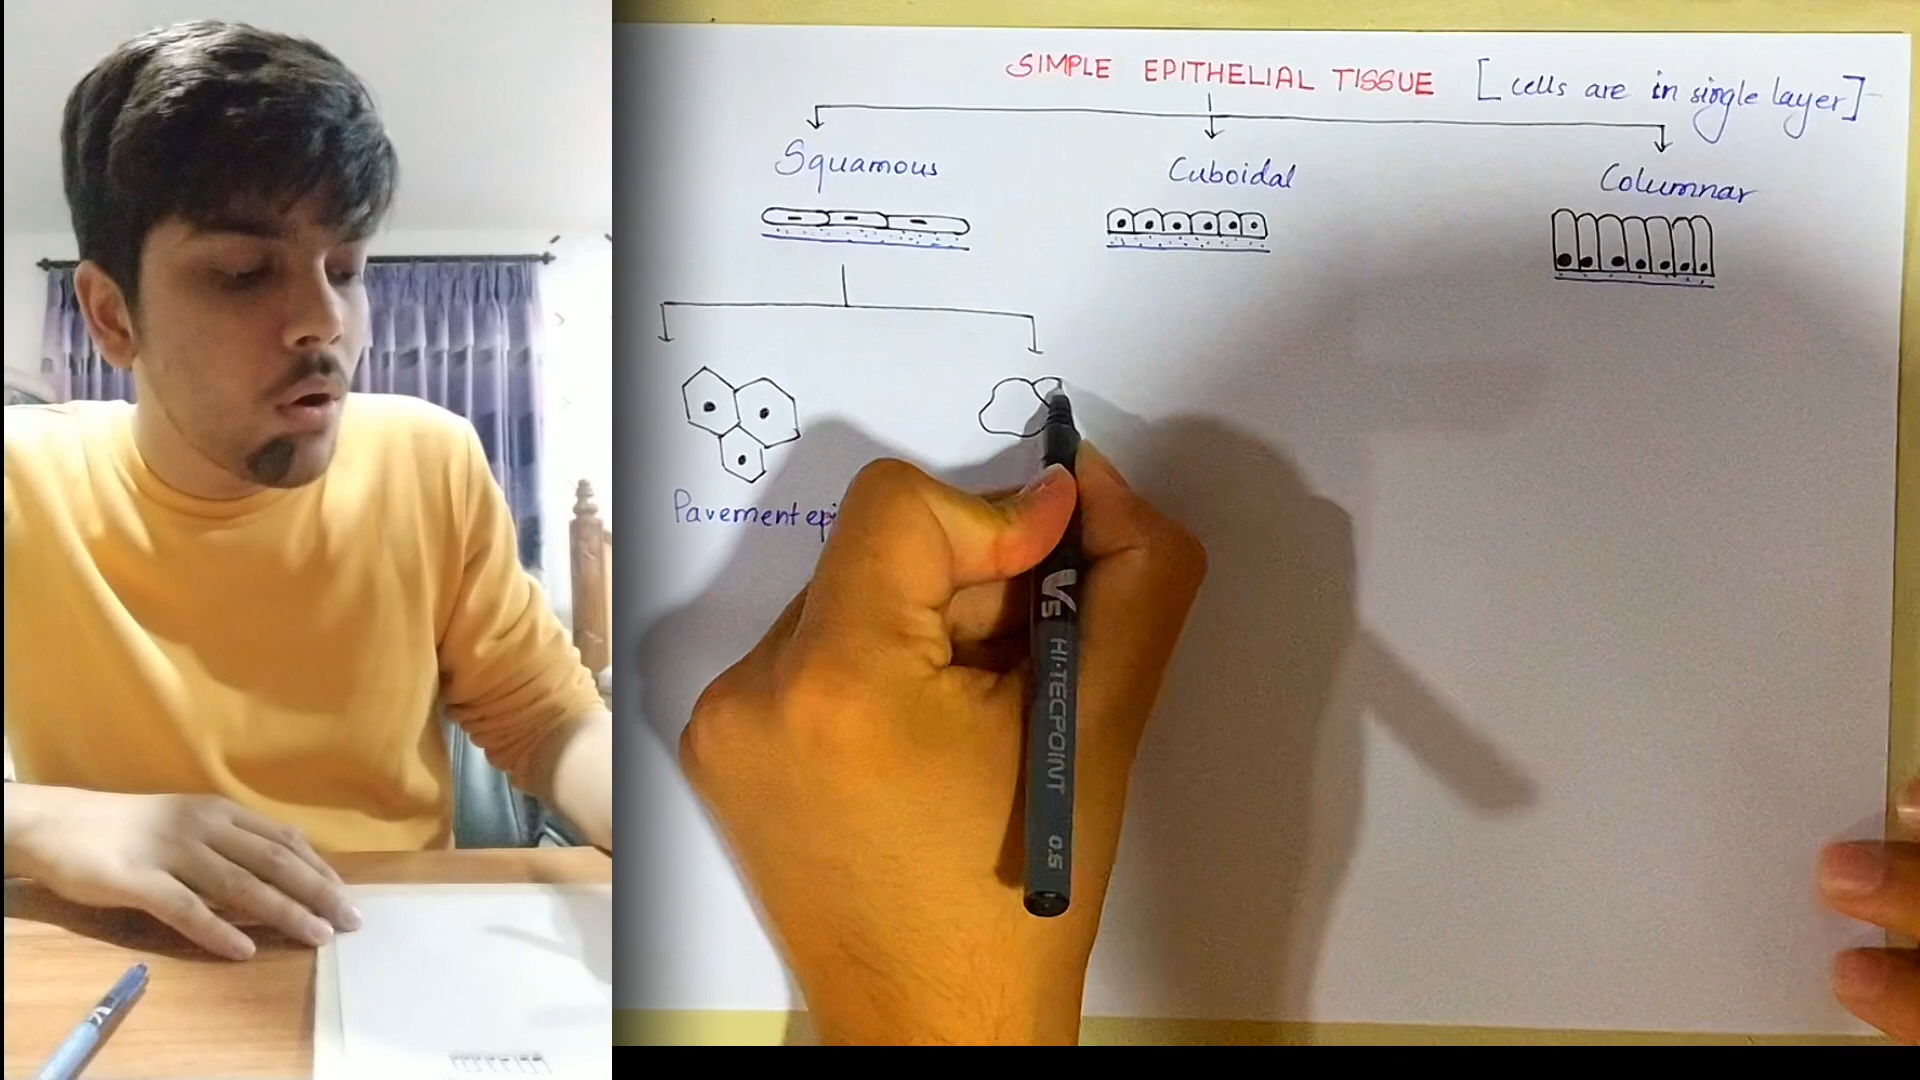 SIMPLE EPITHELIAL TISSUE [cells are in single layer]
Squamous
Cuboidal
Columnar
Pavement epi
V5 HI-TECPOINT 0.5